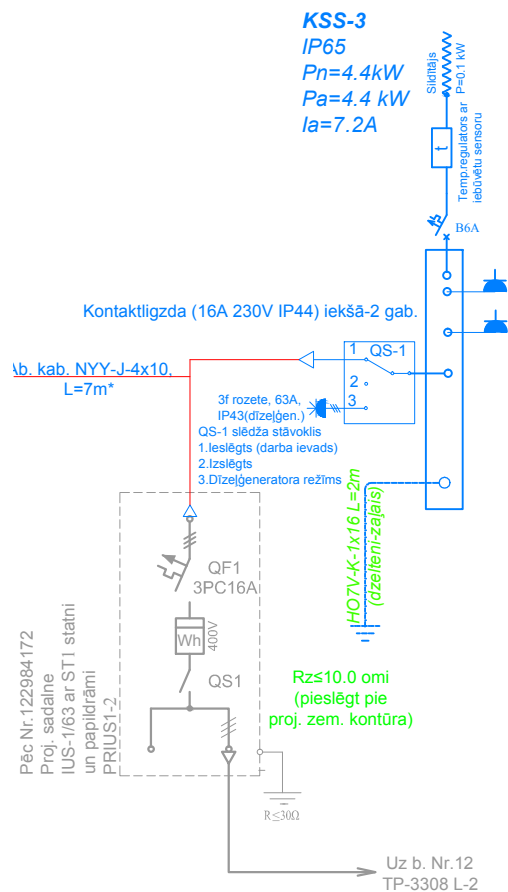 KSS-3
IP65
Pn=4.4kW
Pa=4.4 kW
Ia=7.2A
Sildītājs
P=0.1 kW
t
Temp.regulators ar
iebūvētu sensoru
B6A
Kontaktligzda (16A 230V IP44) iekšā-2 gab.
1
QS-1
2
3
Ab. kab. NYY-J-4x10,
L=7m*
3f rozete, 63A,
IP43(dīzeļģen.)
QS-1 slēdža stāvoklis
1.Ieslēgts (darba ievads)
2.Izslēgts
3.Dīzeļģeneratora režīms
HO7V-K-1x16 L=2m
(dzelteni-zaļais)
QF1
3PC16A
Wh
400V
QS1
Pēc Nr.122984172
Proj. sadalne
IUS-1/63 ar ST1 statni
un papildrāmi
PRIUS1-2
Rz≤10.0 omi
(pieslēgt pie
proj. zem. kontūra)
R≤30Ω
Uz b. Nr.12
TP-3308 L-2